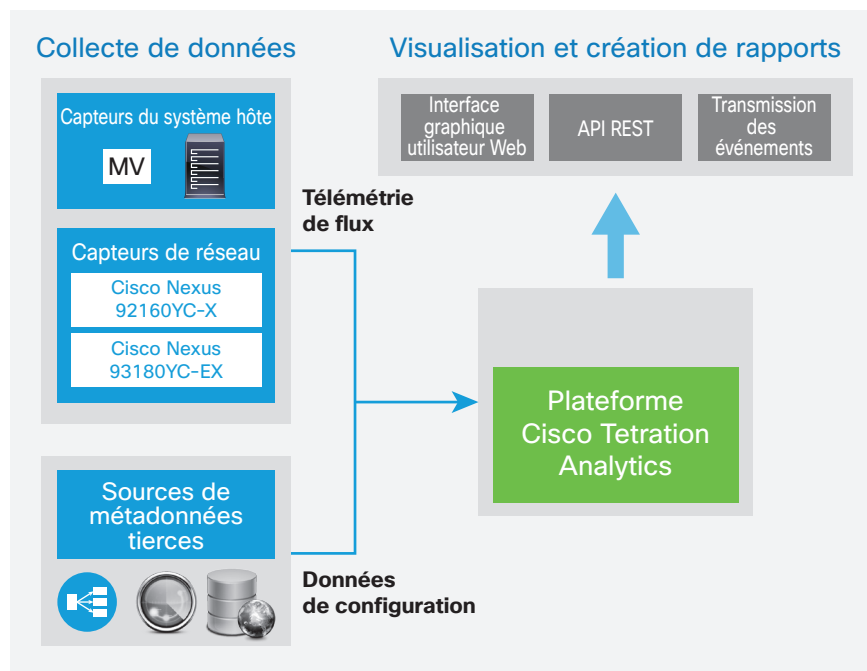 Collecte de données
Capteurs du système hôte
MV
Capteurs de réseau
Cisco Nexus
92160YC-X
Cisco Nexus
93180YC-EX
Sources de
métadonnées
tierces
Télémétrie
de flux
Données
de configuration
Visualisation et création de rapports
Interface
graphique
utilisateur Web
API REST
Transmission
des
événements
Plateforme
Cisco Tetration
Analytics